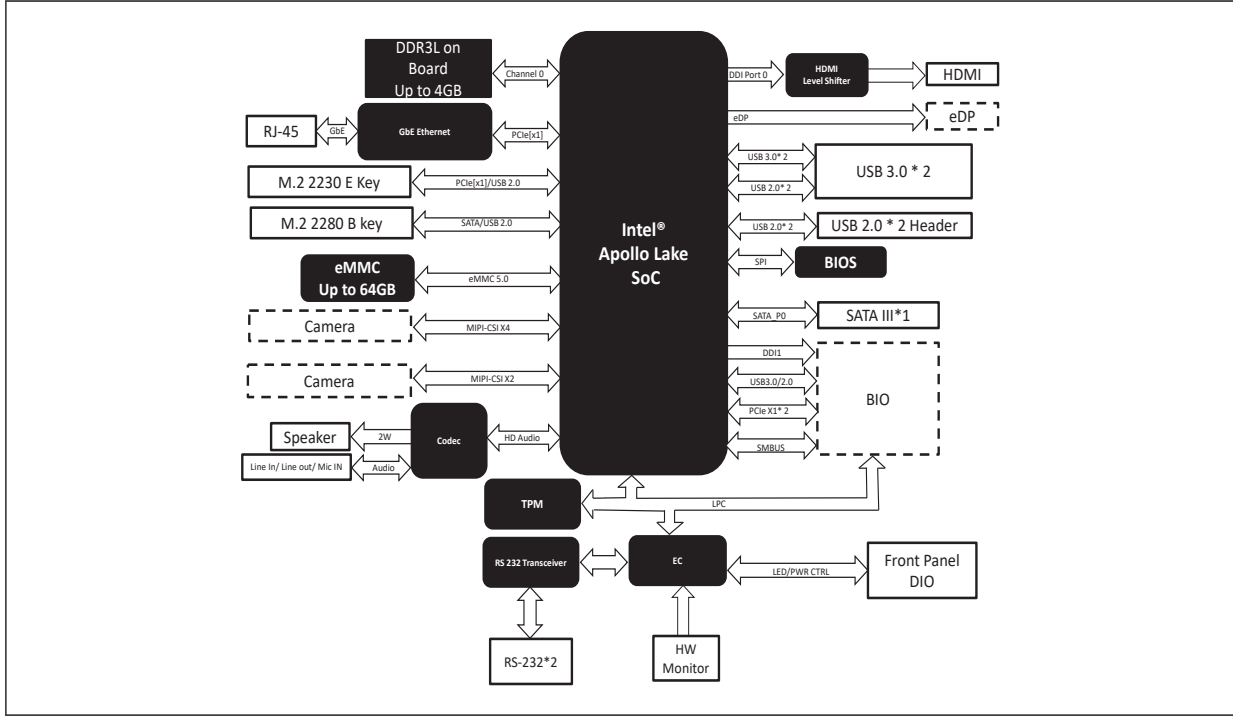 DDR3L on
Board
Up to 4GB
Channel 0
DDI Port 0
HDMI
Level Shifter
HDMI
eDP
eDP
RJ-45
GbE
GbE Ethernet
PCIe[x1]
USB 3.0* 2
USB 2.0* 2
USB 3.0 * 2
M.2 2230 E Key
PCIe[x1]/USB 2.0
M.2 2280 B key
SATA/USB 2.0
Intel®
Apollo Lake
SoC
USB 2.0* 2
USB 2.0 * 2 Header
SPI
BIOS
eMMC
Up to 64GB
eMMC 5.0
SATA_P0
SATA III*1
Camera
MIPI-CSI X4
DDI1
USB3.0/2.0
PCIe X1* 2
SMBUS
BIO
Camera
MIPI-CSI X2
Speaker
2W
Codec
HD Audio
Line In/ Line out/ Mic IN
Audio
TPM
LPC
RS 232 Transceiver
EC
LED/PWR CTRL
Front Panel
DIO
RS-232*2
HW
Monitor